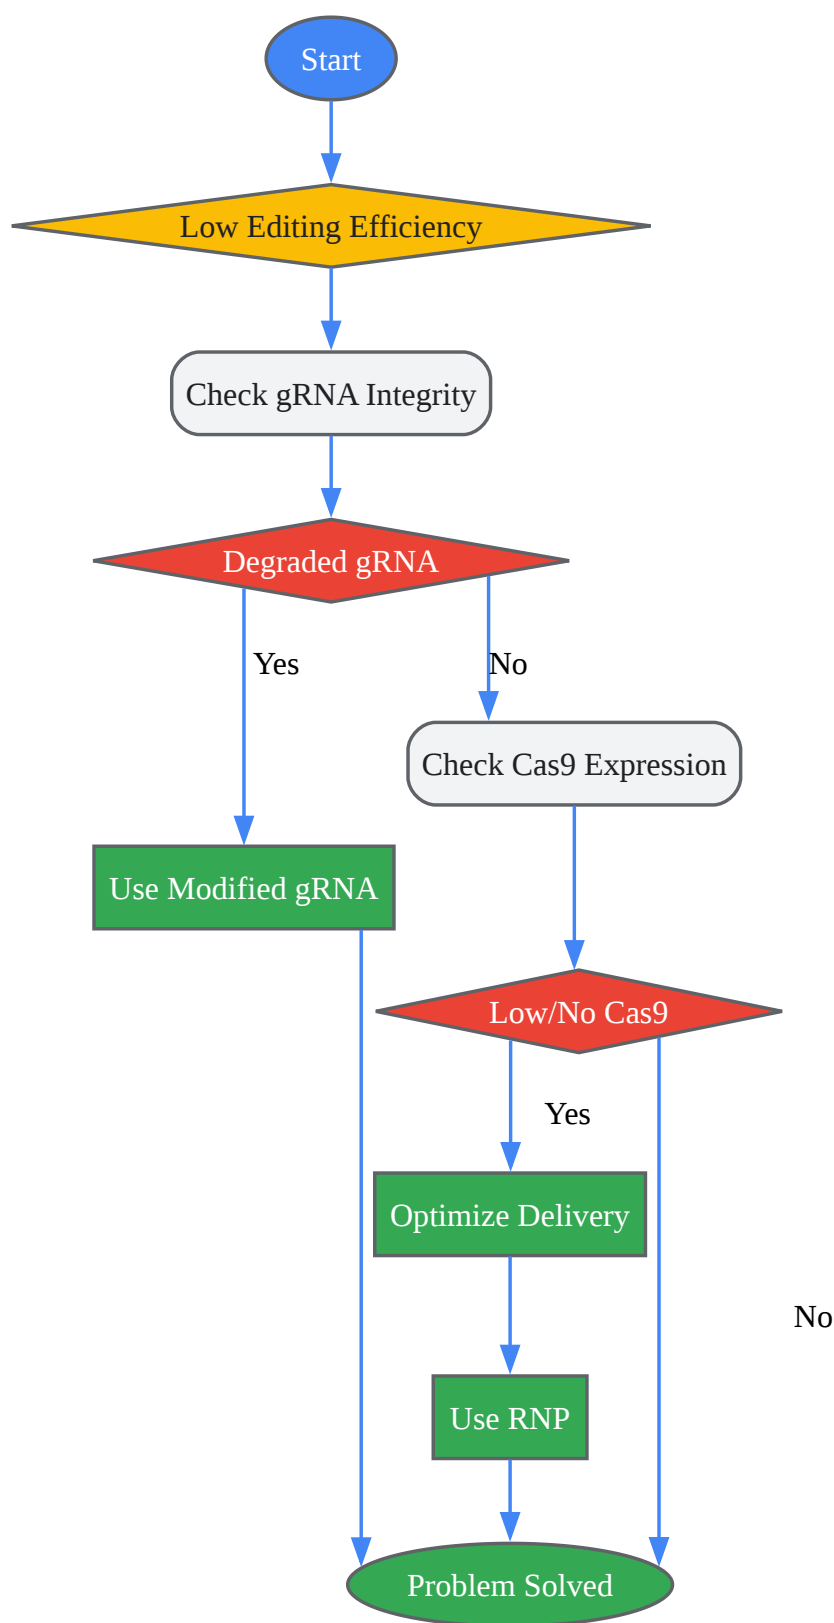 Start
Low Editing Efficiency
Check gRNA Integrity
Degraded gRNA
Yes
No
Check Cas9 Expression
Use Modified gRNA
Low/No Cas9
Yes
Optimize Delivery
No
Use RNP
Problem Solved